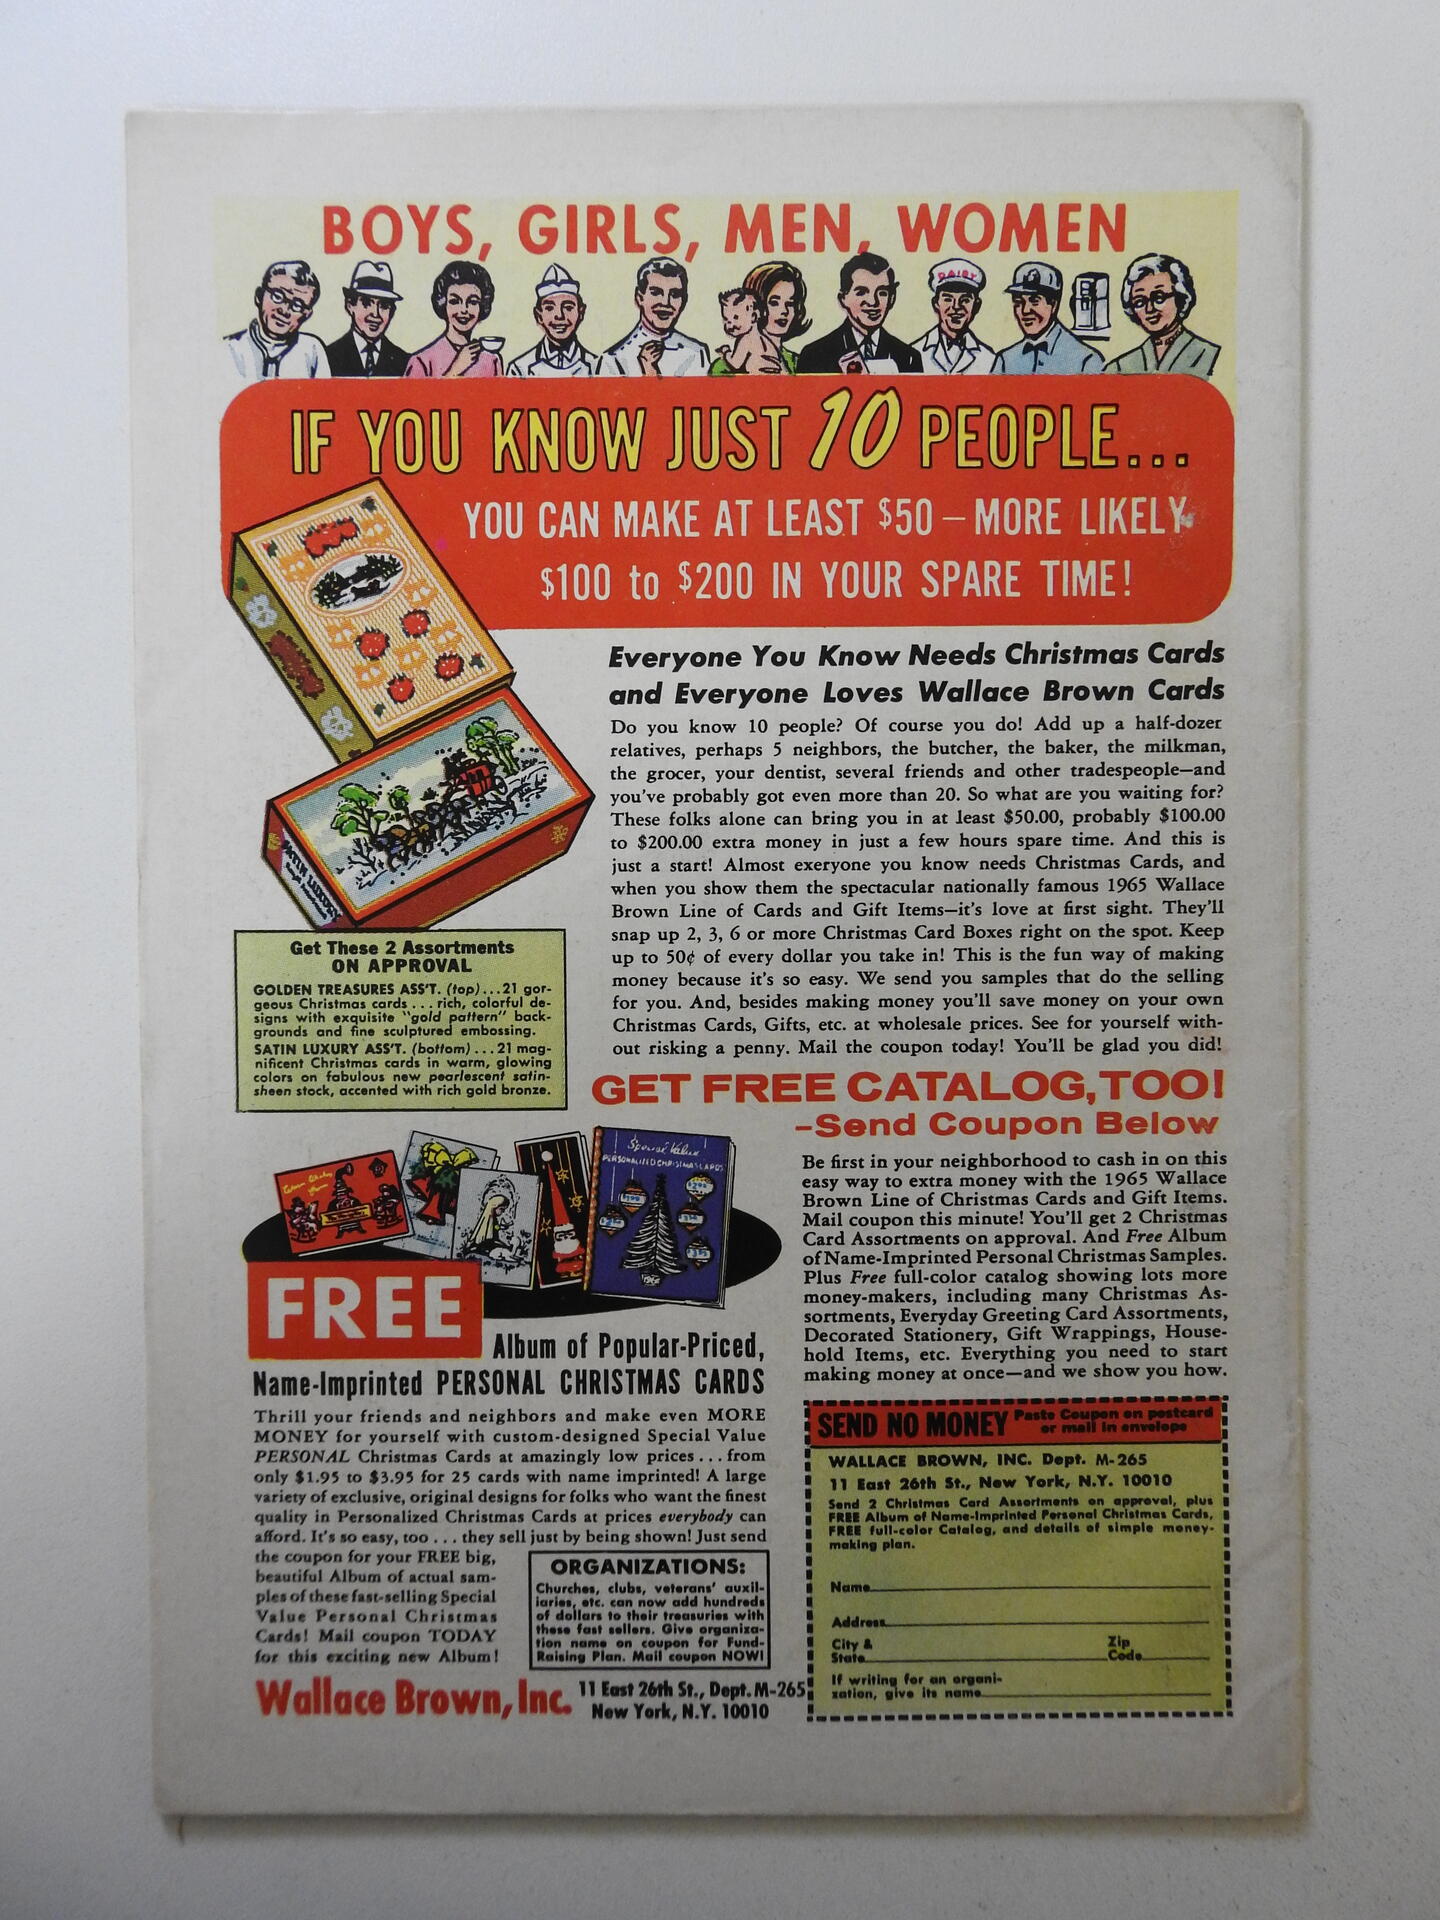 BOYS, GIRLS, MEN, WOMEN
DAIRY
IF YOU KNOW JUST 10 PEOPLE...
YOU CAN MAKE AT LEAST $50 – MORE LIKELY
$100 to $200 IN YOUR SPARE TIME!
Everyone You Know Needs Christmas Cards
and Everyone Loves Wallace Brown Cards
Do you know 10 people? Of course you do! Add up a half-dozer
relatives, perhaps 5 neighbors, the butcher, the baker, the milkman,
the grocer, your dentist, several friends and other tradespeople—and
you've probably got even more than 20. So what are you waiting for?
These folks alone can bring you in at least $50.00, probably $100.00
to $200.00 extra money in just a few hours spare time. And this is
just a start! Almost exeryone you know needs Christmas Cards, and
when you show them the spectacular nationally famous 1965 Wallace
Brown Line of Cards and Gift Items—it's love at first sight. They'll
snap up 2, 3, 6 or more Christmas Card Boxes right on the spot. Keep
up to 50¢ of every dollar you take in! This is the fun way of making
money because it's so easy. We send you samples that do the selling
for you. And, besides making money you'll save money on your own
Christmas Cards, Gifts, etc. at wholesale prices. See for yourself with-
out risking a penny. Mail the coupon today! You'll be glad you did!
SATIN LUXURY
Get These 2 Assortments
ON APPROVAL
GOLDEN TREASURES ASS'T. (top)...21 gor-
geous Christmas cards ... rich, colorful de-
signs with exquisite "gold pattern" back-
grounds and fine sculptured embossing.
SATIN LUXURY ASS'T. (bottom)...21 mag-
nificent Christmas cards in warm, glowing
colors on fabulous new pearlescent satin-
sheen stock, accented with rich gold bronze.
GET FREE CATALOG, TOO!
–Send Coupon Below
Be first in your neighborhood to cash in on this
easy way to extra money with the 1965 Wallace
Brown Line of Christmas Cards and Gift Items.
Mail coupon this minute! You'll get 2 Christmas
Card Assortments on approval. And Free Album
of Name-Imprinted Personal Christmas Samples.
Plus Free full-color catalog showing lots more
money-makers, including many Christmas As-
sortments, Everyday Greeting Card Assortments,
Decorated Stationery, Gift Wrappings, House-
hold Items, etc. Everything you need to start
making money at once—and we show you how.
Special Value
PERSONALIZED CHRISTMAS CARDS
1965
FREE
Album of Popular-Priced,
Name-Imprinted PERSONAL CHRISTMAS CARDS
Thrill your friends and neighbors and make even MORE
MONEY for yourself with custom-designed Special Value
PERSONAL Christmas Cards at amazingly low prices ... from
only $1.95 to $3.95 for 25 cards with name imprinted! A large
variety of exclusive, original designs for folks who want the finest
quality in Personalized Christmas Cards at prices everybody can
afford. It's so easy, too ... they sell just by being shown! Just send
the coupon for your FREE big,
beautiful Album of actual sam-
ples of these fast-selling Special
Value Personal Christmas
Cards! Mail coupon TODAY
for this exciting new Album!
ORGANIZATIONS:
Churches, clubs, veterans' auxil-
iaries, etc. can now add hundreds
of dollars to their treasuries with
these fast sellers. Give organiza-
tion name on coupon for Fund-
Raising Plan. Mail coupon NOW!
Wallace Brown, Inc. 11 East 26th St., Dept. M-265
New York, N.Y. 10010
SEND NO MONEY Paste Coupon on postcard
or mail in envelope
WALLACE BROWN, INC. Dept. M-265
11 East 26th St., New York, N.Y. 10010
Send 2 Christmas Card Assortments on approval, plus
FREE Album of Name-Imprinted Personal Christmas Cards,
FREE full-color Catalog, and details of simple money-
making plan.
Name
Address
City & Zip
State Code
If writing for an organi-
zation, give its name